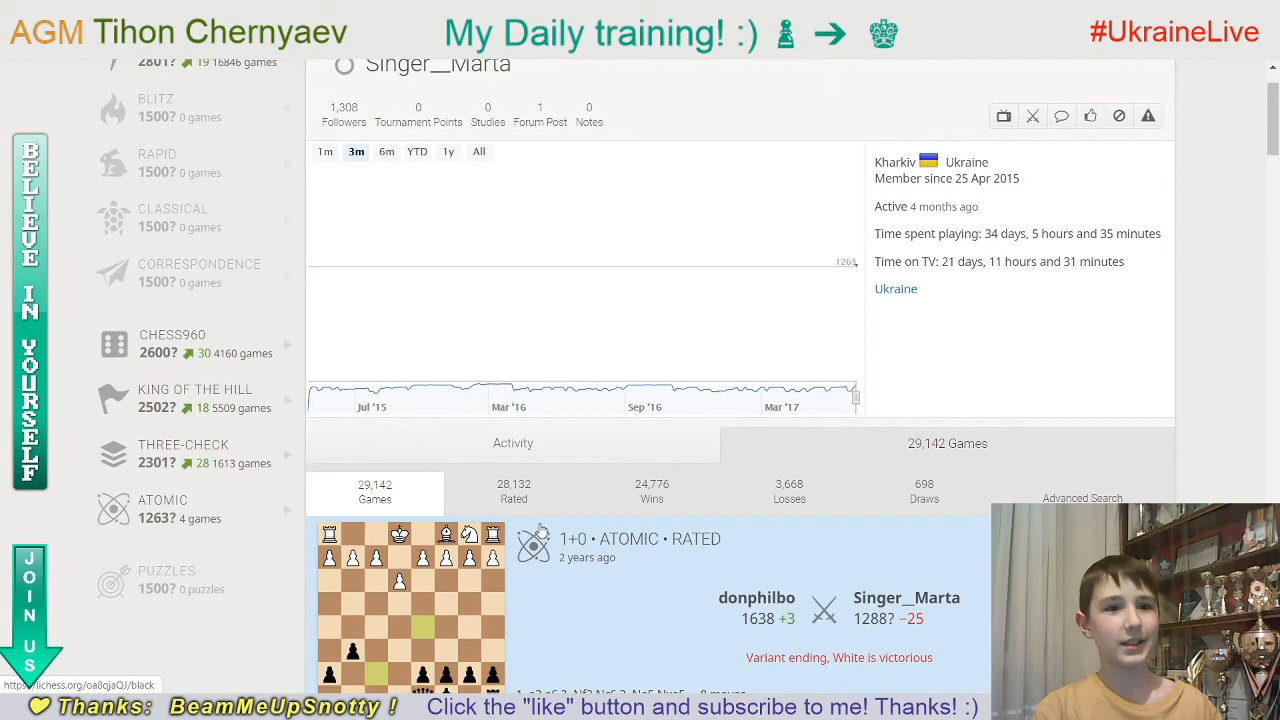 AGM Tihon Chernyaev
My Daily training! :)
#UkraineLive
2801? 19 16846 games
BLITZ
1500? 0 games
RAPID
1500? 0 games
CLASSICAL
1500? 0 games
CORRESPONDENCE
1500? 0 games
CHESS960
2600? 30 4160 games
KING OF THE HILL
2502? 18 5509 games
THREE-CHECK
2301? 28 1613 games
ATOMIC
1263? 4 games
PUZZLES
1500? 0 puzzles
BELIEVE IN YOURSELF
JOIN US
Singer__Marta
1,308 0 0 1 0
Followers Tournament Points Studies Forum Post Notes
1m 3m 6m YTD 1y All
1263
Jul '15 Mar '16 Sep '16 Mar '17
Kharkiv Ukraine
Member since 25 Apr 2015
Active 4 months ago
Time spent playing: 34 days, 5 hours and 35 minutes
Time on TV: 21 days, 11 hours and 31 minutes
Ukraine
Activity 29,142 Games
29,142 28,132 24,776 3,668 698
Games Rated Wins Losses Draws Advanced Search
1+0 • ATOMIC • RATED
2 years ago
donphilbo Singer__Marta
1638 +3 1288? −25
Variant ending, White is victorious
https://lichess.org/oa8qjaQJ/black
Thanks: BeamMeUpSnotty ! Click the "like" button and subscribe to me! Thanks! :)